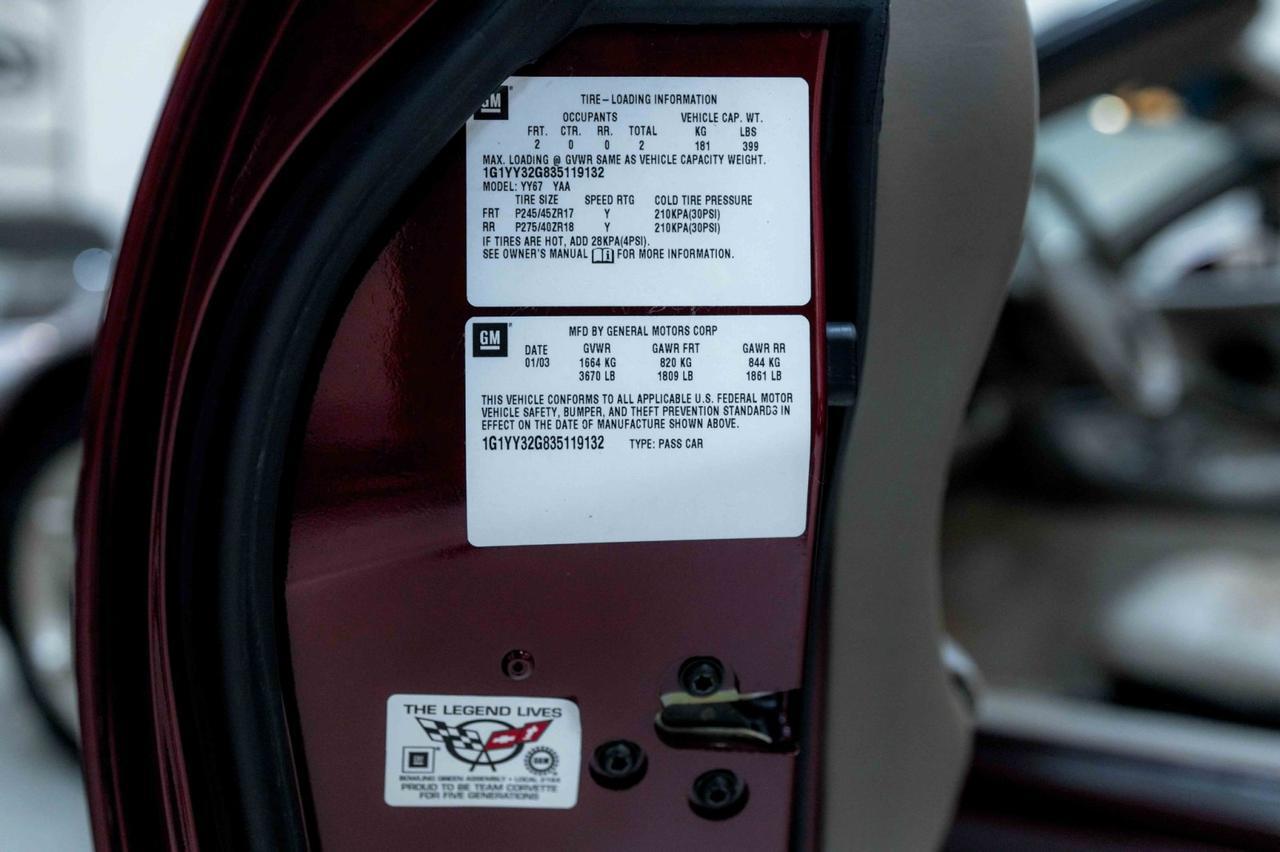 GM
TIRE-LOADING INFORMATION
OCCUPANTS VEHICLE CAP. WT.
FRT. CTR. RR. TOTAL KG LBS
2 0 0 2 181 399
MAX. LOADING @ GVWR SAME AS VEHICLE CAPACITY WEIGHT.
1G1YY32G835119132
MODEL: YY67 YAA
TIRE SIZE SPEED RTG COLD TIRE PRESSURE
FRT P245/45ZR17 Y 210KPA(30PSI)
RR P275/40ZR18 Y 210KPA(30PSI)
IF TIRES ARE HOT, ADD 28KPA(4PSI).
SEE OWNER'S MANUAL i FOR MORE INFORMATION.
GM
MFD BY GENERAL MOTORS CORP
DATE GVWR GAWR FRT GAWR RR
01/03 1664 KG 820 KG 844 KG
3670 LB 1809 LB 1861 LB
THIS VEHICLE CONFORMS TO ALL APPLICABLE U.S. FEDERAL MOTOR
VEHICLE SAFETY, BUMPER, AND THEFT PREVENTION STANDARDS IN
EFFECT ON THE DATE OF MANUFACTURE SHOWN ABOVE.
1G1YY32G835119132 TYPE: PASS CAR
THE LEGEND LIVES
BOWLING GREEN ASSEMBLY • LOCAL
PROUD TO BE TEAM CORVETTE
FOR FIVE GENERATIONS